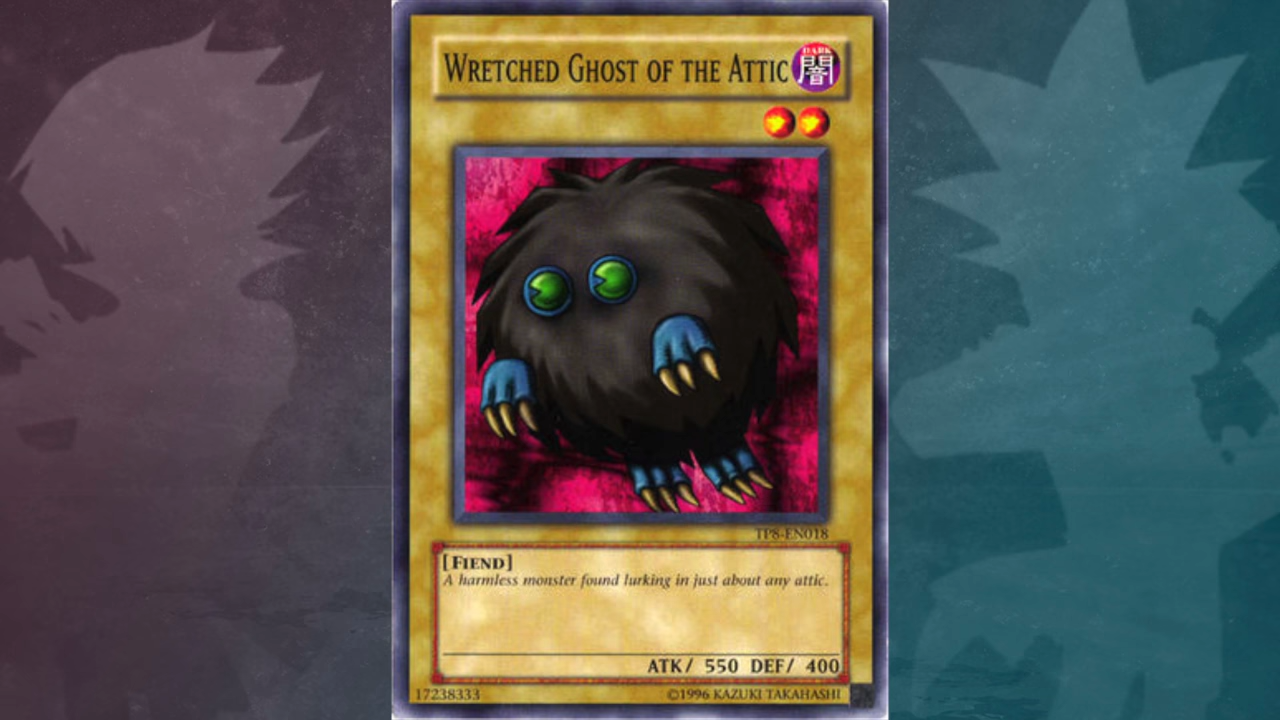 WRETCHED GHOST OF THE ATTIC
DARK
闇
TP8-EN018
[FIEND]
A harmless monster found lurking in just about any attic.
ATK/ 550 DEF/ 400
17238333 ©1996 KAZUKI TAKAHASHI